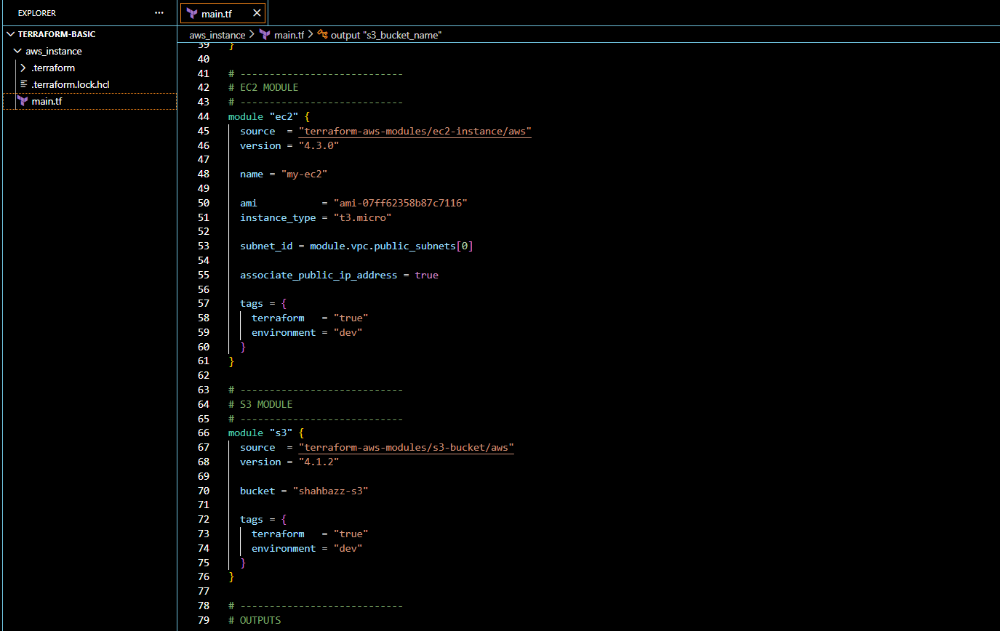 EXPLORER ···
TERRAFORM-BASIC
aws_instance
.terraform
.terraform.lock.hcl
main.tf
main.tf
aws_instance > main.tf > output "s3_bucket_name"
39 }
40
41 # ----------------------------
42 # EC2 MODULE
43 # ----------------------------
44 module "ec2" {
45   source  = "terraform-aws-modules/ec2-instance/aws"
46   version = "4.3.0"
47
48   name = "my-ec2"
49
50   ami           = "ami-07ff62358b87c7116"
51   instance_type = "t3.micro"
52
53   subnet_id = module.vpc.public_subnets[0]
54
55   associate_public_ip_address = true
56
57   tags = {
58     terraform   = "true"
59     environment = "dev"
60   }
61 }
62
63 # ----------------------------
64 # S3 MODULE
65 # ----------------------------
66 module "s3" {
67   source  = "terraform-aws-modules/s3-bucket/aws"
68   version = "4.1.2"
69
70   bucket = "shahbazz-s3"
71
72   tags = {
73     terraform   = "true"
74     environment = "dev"
75   }
76 }
77
78 # ----------------------------
79 # OUTPUTS